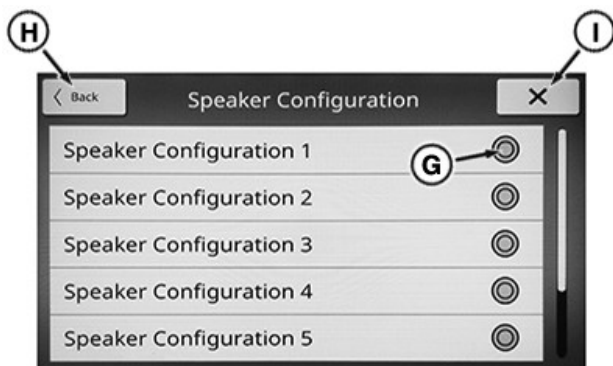 H
I
Back
Speaker Configuration
X
Speaker Configuration 1
G
Speaker Configuration 2
Speaker Configuration 3
Speaker Configuration 4
Speaker Configuration 5